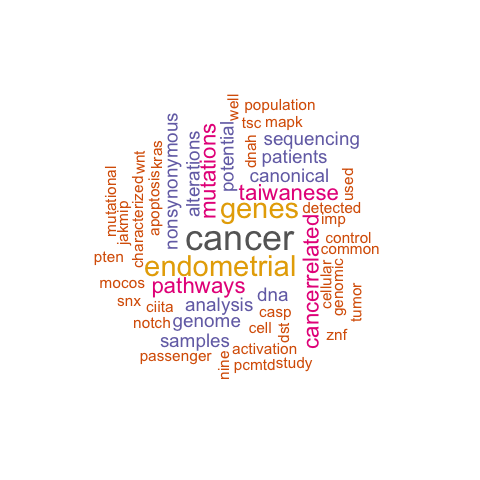 well
population
tsc
mapk
kras
nonsynonymous
alterations
mutations
potential
dnah
sequencing
patients
canonical
taiwanese
used
mutational
jakmip
characterized
wnt
apoptosis
genes
detected
imp
cancer
control
common
cancerrelated
pten
endometrial
cellular
genomic
tumor
mocos
pathways
snx
ciita
analysis
dna
casp
notch
genome
cell
dst
znf
samples
activation
passenger
nine
pcmtd
study